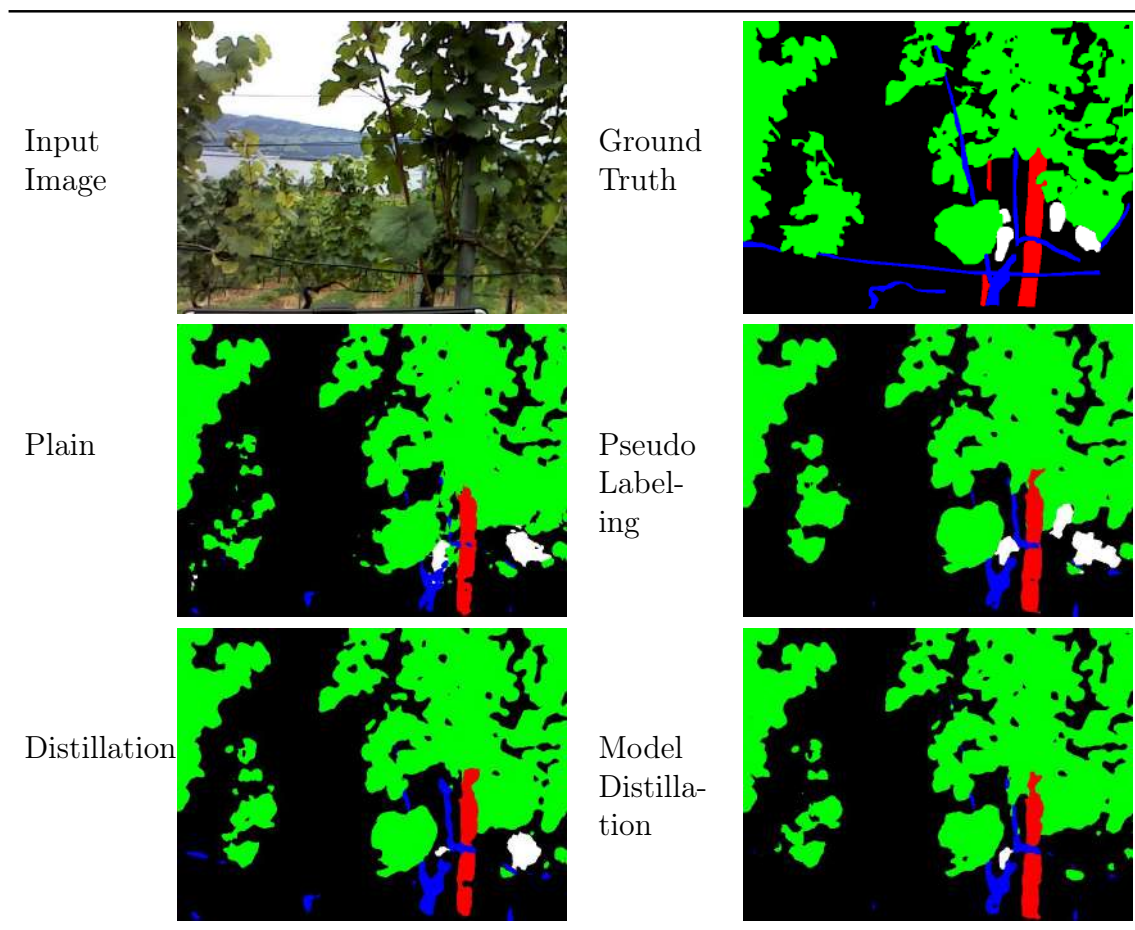 Input
Image
Ground
Truth
Plain
Pseudo
Label-
ing
Distillation
Model
Distilla-
tion